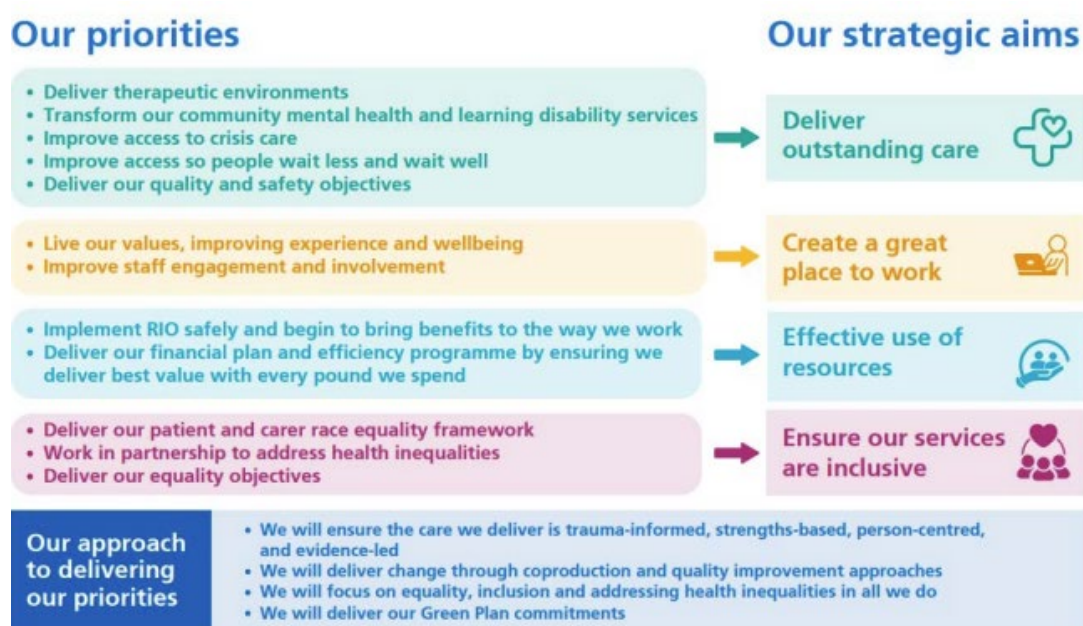 Our priorities
Our strategic aims
• Deliver therapeutic environments
• Transform our community mental health and learning disability services
• Improve access to crisis care
• Improve access so people wait less and wait well
• Deliver our quality and safety objectives
Deliver
outstanding care
• Live our values, improving experience and wellbeing
• Improve staff engagement and involvement
Create a great
place to work
• Implement RIO safely and begin to bring benefits to the way we work
• Deliver our financial plan and efficiency programme by ensuring we
deliver best value with every pound we spend
Effective use of
resources
• Deliver our patient and carer race equality framework
• Work in partnership to address health inequalities
• Deliver our equality objectives
Ensure our services
are inclusive
Our approach
to delivering
our priorities
• We will ensure the care we deliver is trauma-informed, strengths-based, person-centred,
and evidence-led
• We will deliver change through coproduction and quality improvement approaches
• We will focus on equality, inclusion and addressing health inequalities in all we do
• We will deliver our Green Plan commitments